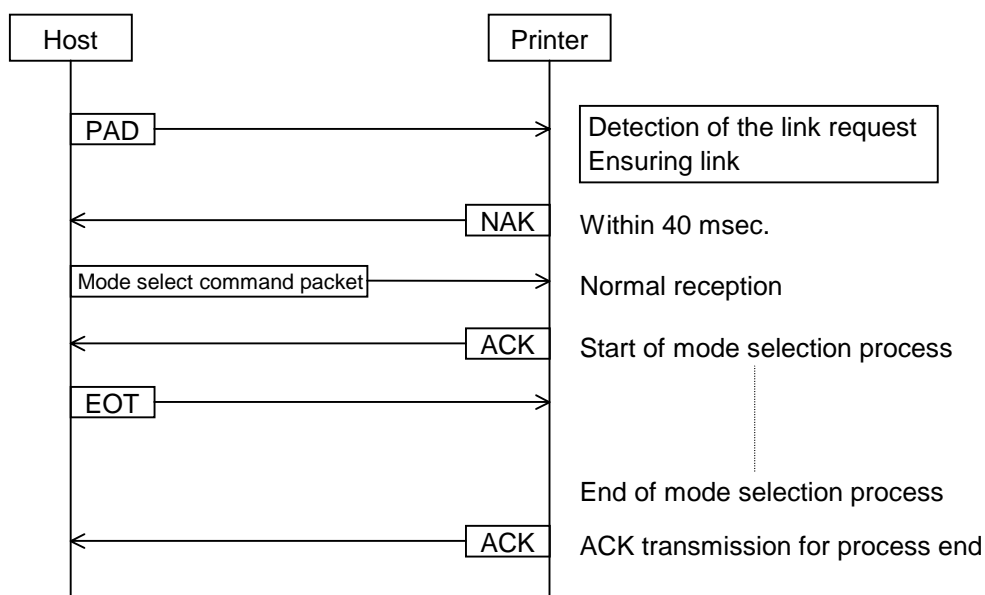 Host
Printer
PAD
Detection of the link request
Ensuring link
NAK
Within 40 msec.
Mode select command packet
Normal reception
ACK
Start of mode selection process
EOT
End of mode selection process
ACK
ACK transmission for process end